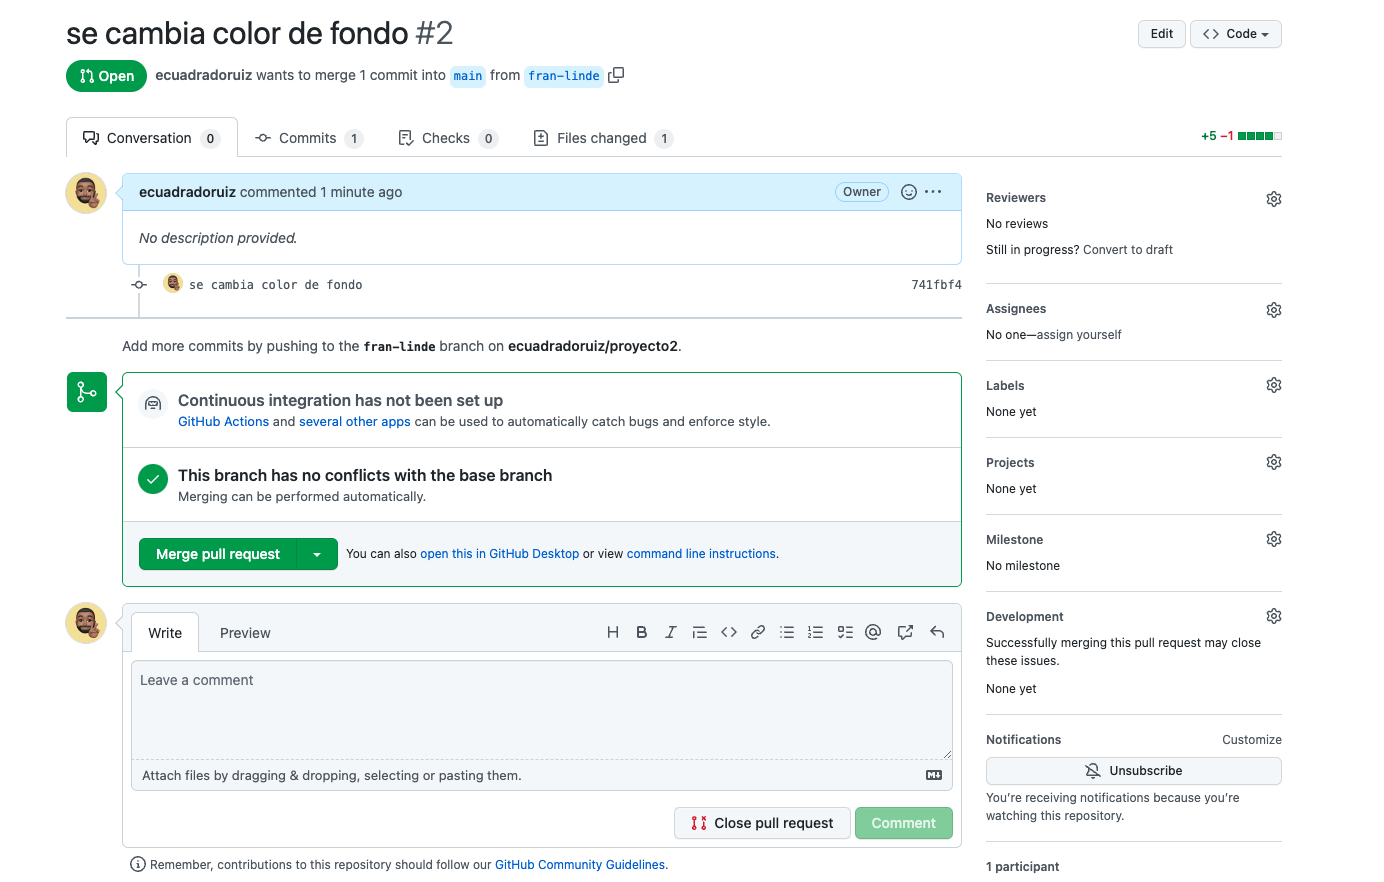 se cambia color de fondo #2
Edit
Code
Open
ecuadradoruiz wants to merge 1 commit into main from fran-linde
Conversation 0
Commits 1
Checks 0
Files changed 1
+5 −1
ecuadradoruiz commented 1 minute ago
Owner
No description provided.
se cambia color de fondo
741fbf4
Add more commits by pushing to the fran-linde branch on ecuadradoruiz/proyecto2.
Continuous integration has not been set up
GitHub Actions and several other apps can be used to automatically catch bugs and enforce style.
This branch has no conflicts with the base branch
Merging can be performed automatically.
Merge pull request
You can also open this in GitHub Desktop or view command line instructions.
Write
Preview
Leave a comment
Attach files by dragging & dropping, selecting or pasting them.
Close pull request
Comment
Remember, contributions to this repository should follow our GitHub Community Guidelines.
Reviewers
No reviews
Still in progress? Convert to draft
Assignees
No one—assign yourself
Labels
None yet
Projects
None yet
Milestone
No milestone
Development
Successfully merging this pull request may close
these issues.
None yet
Notifications
Customize
Unsubscribe
You're receiving notifications because you're
watching this repository.
1 participant